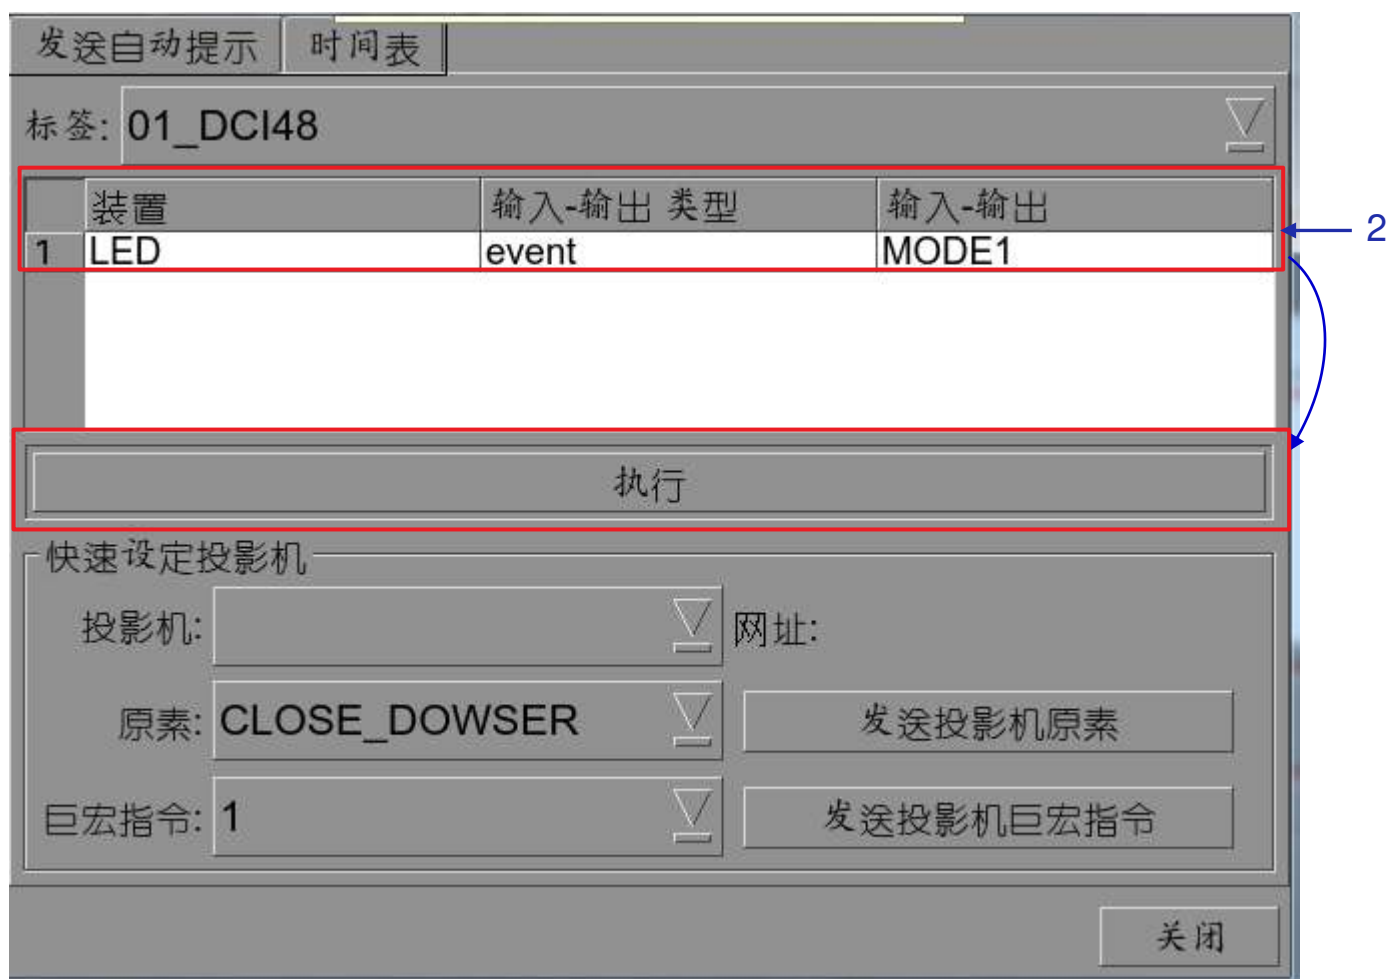 发送自动提示 时间表
标签: 01_DCI48
装置 输入-输出 类型 输入-输出
2
1 LED event MODE1
执行
快速设定投影机
投影机: 网址:
原素: CLOSE_DOWSER 发送投影机原素
巨宏指令: 1 发送投影机巨宏指令
关闭